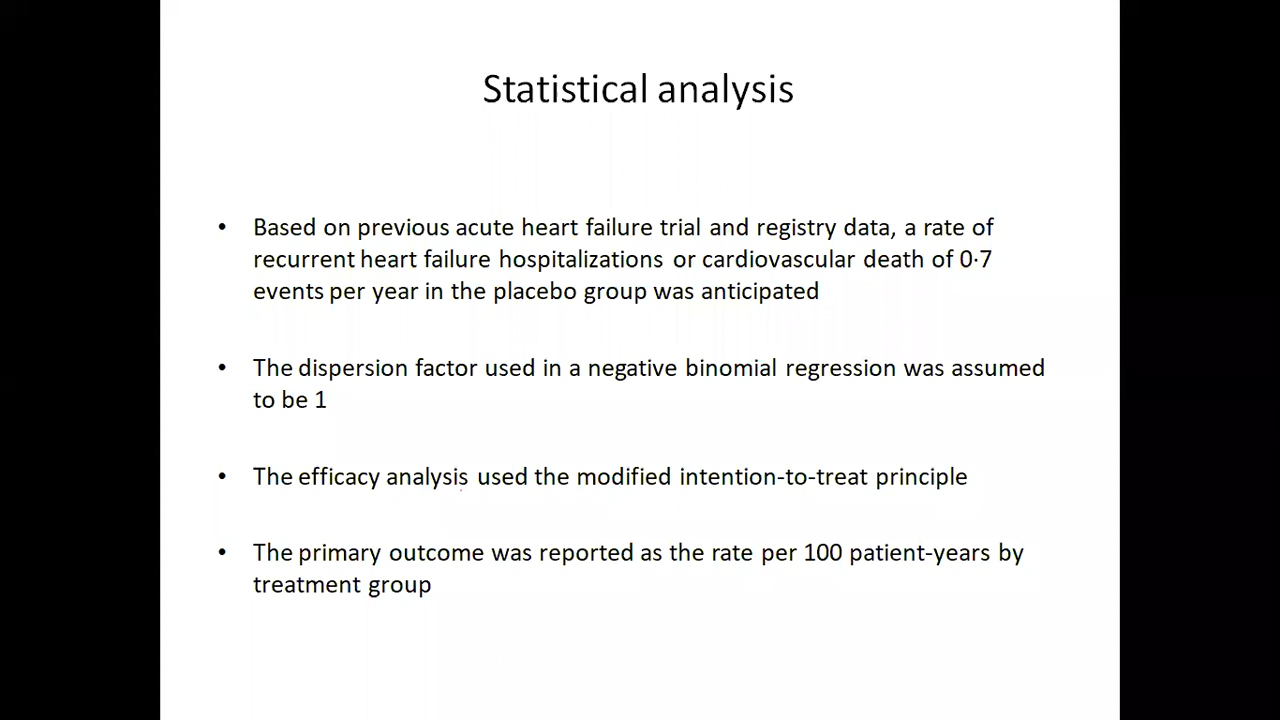 Statistical analysis
• Based on previous acute heart failure trial and registry data, a rate of
recurrent heart failure hospitalizations or cardiovascular death of 0·7
events per year in the placebo group was anticipated
• The dispersion factor used in a negative binomial regression was assumed
to be 1
• The efficacy analysis used the modified intention-to-treat principle
• The primary outcome was reported as the rate per 100 patient-years by
treatment group